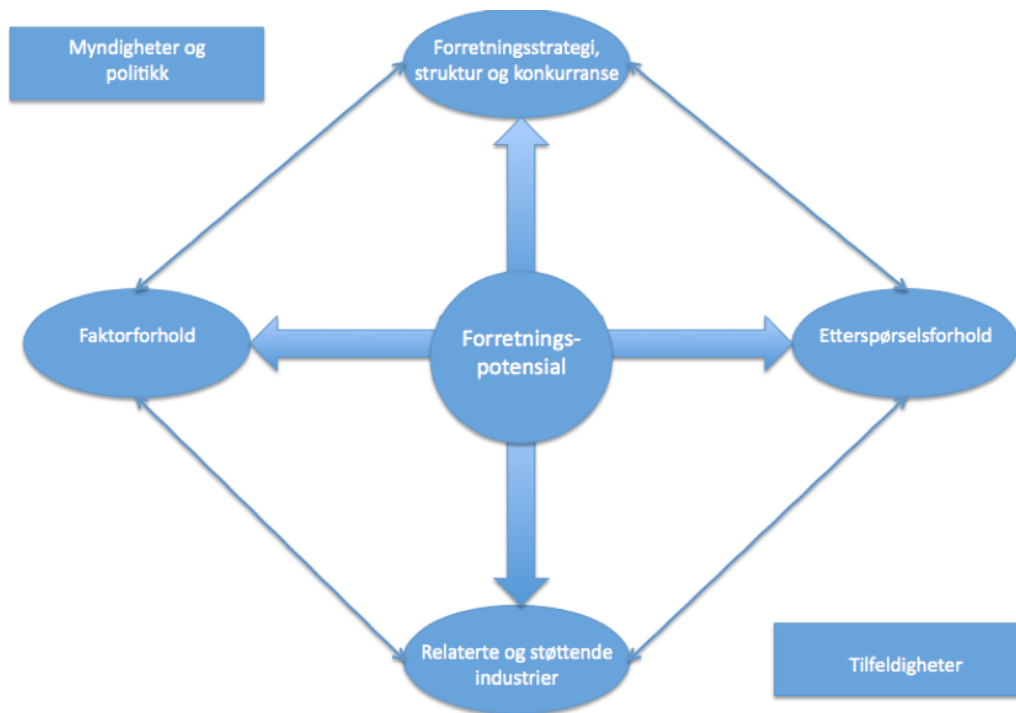 Myndigheter og
politikk
Forretningsstrategi,
struktur og konkurranse
Faktorforhold
Forretnings-
potensial
Etterspørselsforhold
Relaterte og støttende
industrier
Tilfeldigheter